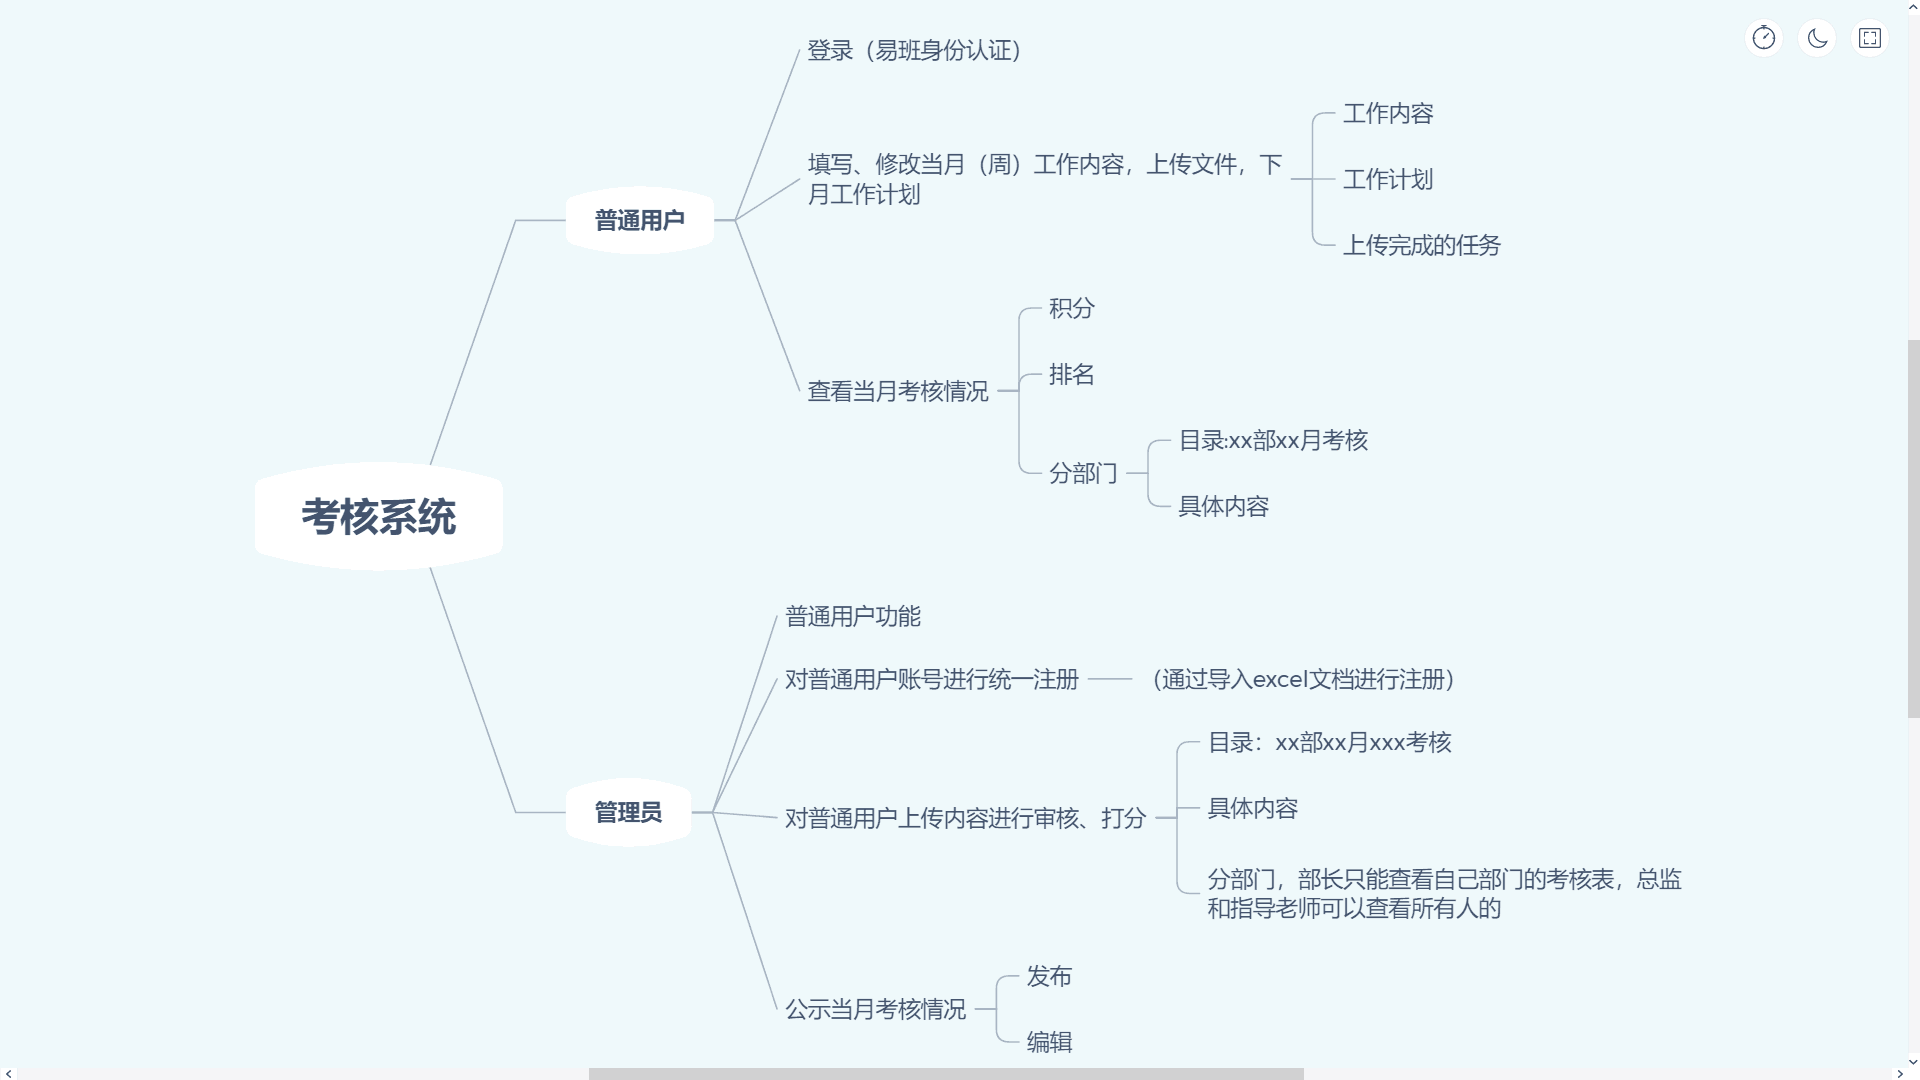 考核系统
普通用户
登录（易班身份认证）
填写、修改当月（周）工作内容，上传文件，下
月工作计划
工作内容
工作计划
上传完成的任务
查看当月考核情况
积分
排名
分部门
目录:xx部xx月考核
具体内容
管理员
普通用户功能
对普通用户账号进行统一注册
（通过导入excel文档进行注册）
对普通用户上传内容进行审核、打分
目录：xx部xx月xxx考核
具体内容
分部门，部长只能查看自己部门的考核表，总监
和指导老师可以查看所有人的
公示当月考核情况
发布
编辑